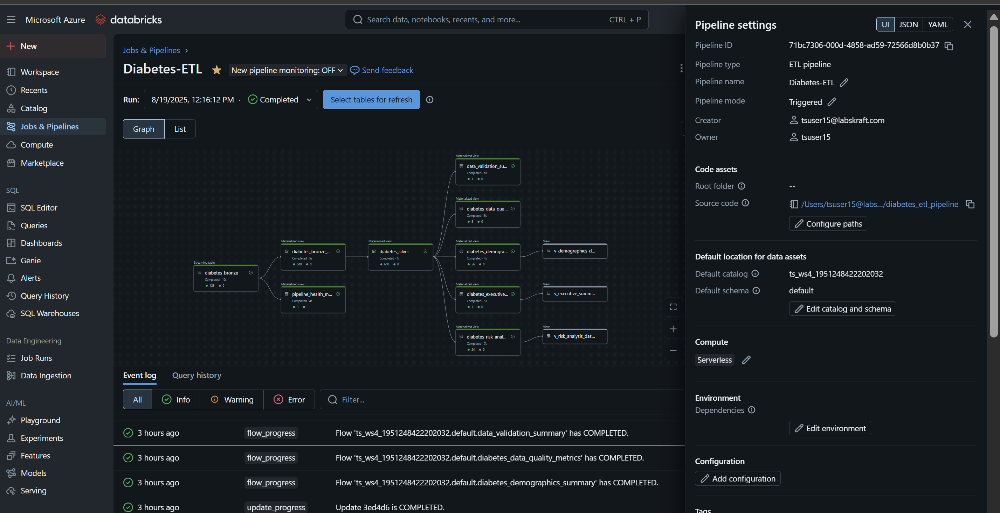 Microsoft Azure databricks
Search data, notebooks, recents, and more... CTRL + P
New
Workspace
Recents
Catalog
Jobs & Pipelines
Compute
Marketplace
SQL
SQL Editor
Queries
Dashboards
Genie
Alerts
Query History
SQL Warehouses
Data Engineering
Job Runs
Data Ingestion
AI/ML
Playground
Experiments
Features
Models
Serving
Jobs & Pipelines ›
Diabetes-ETL New pipeline monitoring: OFF Send feedback
Run: 8/19/2025, 12:16:12 PM · Completed Select tables for refresh
Graph List
Streaming table
diabetes_bronze
Completed · 10s
128 0
Materialized view
diabetes_bronze_...
Completed · 5s
640 0
Materialized view
pipeline_health_m...
Completed · 4s
5 0
Materialized view
diabetes_silver
Completed · 4s
640 0
Materialized view
data_validation_su...
Completed · 6s
1 0
Materialized view
diabetes_data_qua...
Completed · 5s
5 0
Materialized view
diabetes_demogra...
Completed · 4s
56 0
Materialized view
diabetes_executive...
Completed · 5s
1 0
Materialized view
diabetes_risk_anal...
Completed · 7s
24 0
View
v_demographics_d...
View
v_executive_summ...
View
v_risk_analysis_das...
Event log Query history
All Info Warning Error Filter...
3 hours ago flow_progress Flow 'ts_ws4_1951248422202032.default.data_validation_summary' has COMPLETED.
3 hours ago flow_progress Flow 'ts_ws4_1951248422202032.default.diabetes_data_quality_metrics' has COMPLETED.
3 hours ago flow_progress Flow 'ts_ws4_1951248422202032.default.diabetes_demographics_summary' has COMPLETED.
3 hours ago update_progress Update 3ed4d6 is COMPLETED.
Pipeline settings UI JSON YAML
Pipeline ID 71bc7306-000d-4858-ad59-72566d8b0b37
Pipeline type ETL pipeline
Pipeline name Diabetes-ETL
Pipeline mode Triggered
Creator tsuser15@labskraft.com
Owner tsuser15
Code assets
Root folder --
Source code /Users/tsuser15@labs.../diabetes_etl_pipeline
Configure paths
Default location for data assets
Default catalog ts_ws4_1951248422202032
Default schema default
Edit catalog and schema
Compute
Serverless
Environment
Dependencies
Edit environment
Configuration
Add configuration
Tags